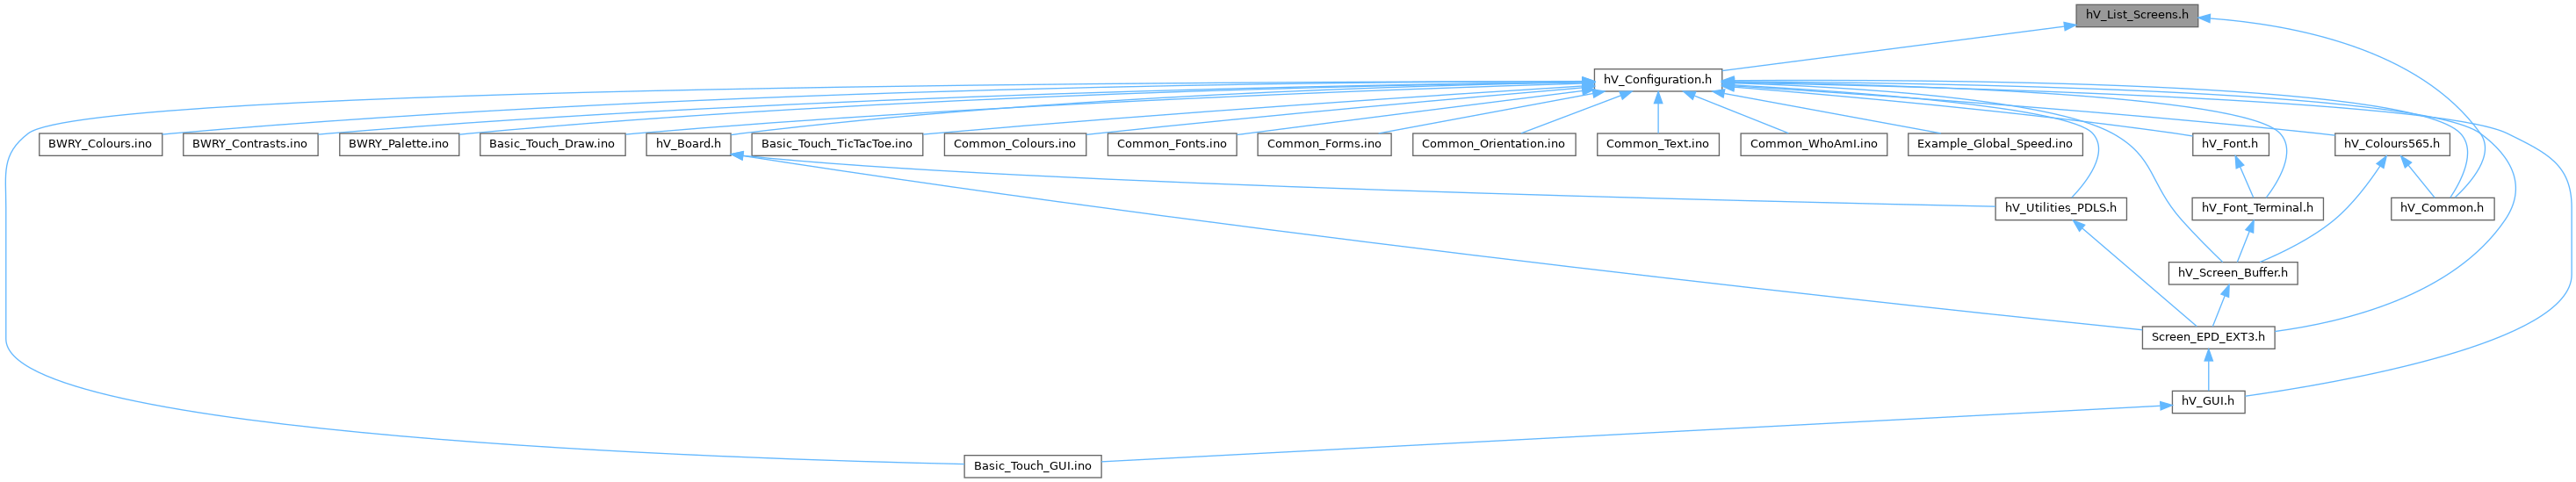 hV_List_Screens.h
hV_Configuration.h
BWRY_Colours.ino
BWRY_Contrasts.ino
BWRY_Palette.ino
Basic_Touch_Draw.ino
hV_Board.h
Basic_Touch_TicTacToe.ino
Common_Colours.ino
Common_Fonts.ino
Common_Forms.ino
Common_Orientation.ino
Common_Text.ino
Common_WhoAmI.ino
Example_Global_Speed.ino
hV_Font.h
hV_Colours565.h
hV_Utilities_PDLS.h
hV_Font_Terminal.h
hV_Common.h
hV_Screen_Buffer.h
Screen_EPD_EXT3.h
hV_GUI.h
Basic_Touch_GUI.ino